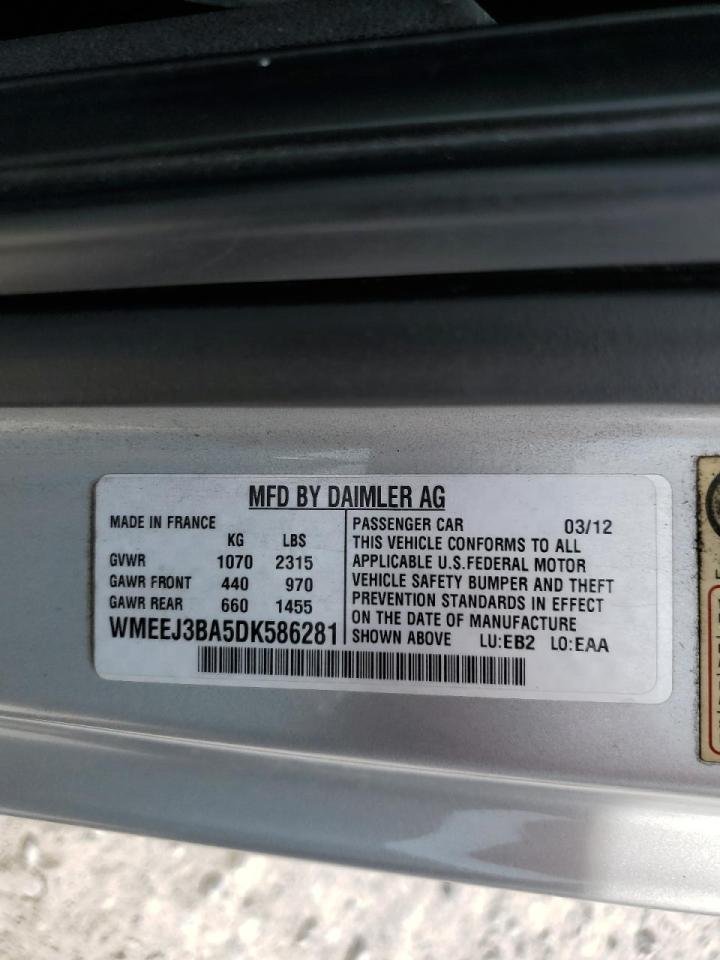 MFD BY DAIMLER AG
MADE IN FRANCE
KG LBS
GVWR 1070 2315
GAWR FRONT 440 970
GAWR REAR 660 1455
WMEEJ3BA5DK586281
PASSENGER CAR 03/12
THIS VEHICLE CONFORMS TO ALL
APPLICABLE U.S.FEDERAL MOTOR
VEHICLE SAFETY BUMPER AND THEFT
PREVENTION STANDARDS IN EFFECT
ON THE DATE OF MANUFACTURE
SHOWN ABOVE LU:EB2 LO:EAA